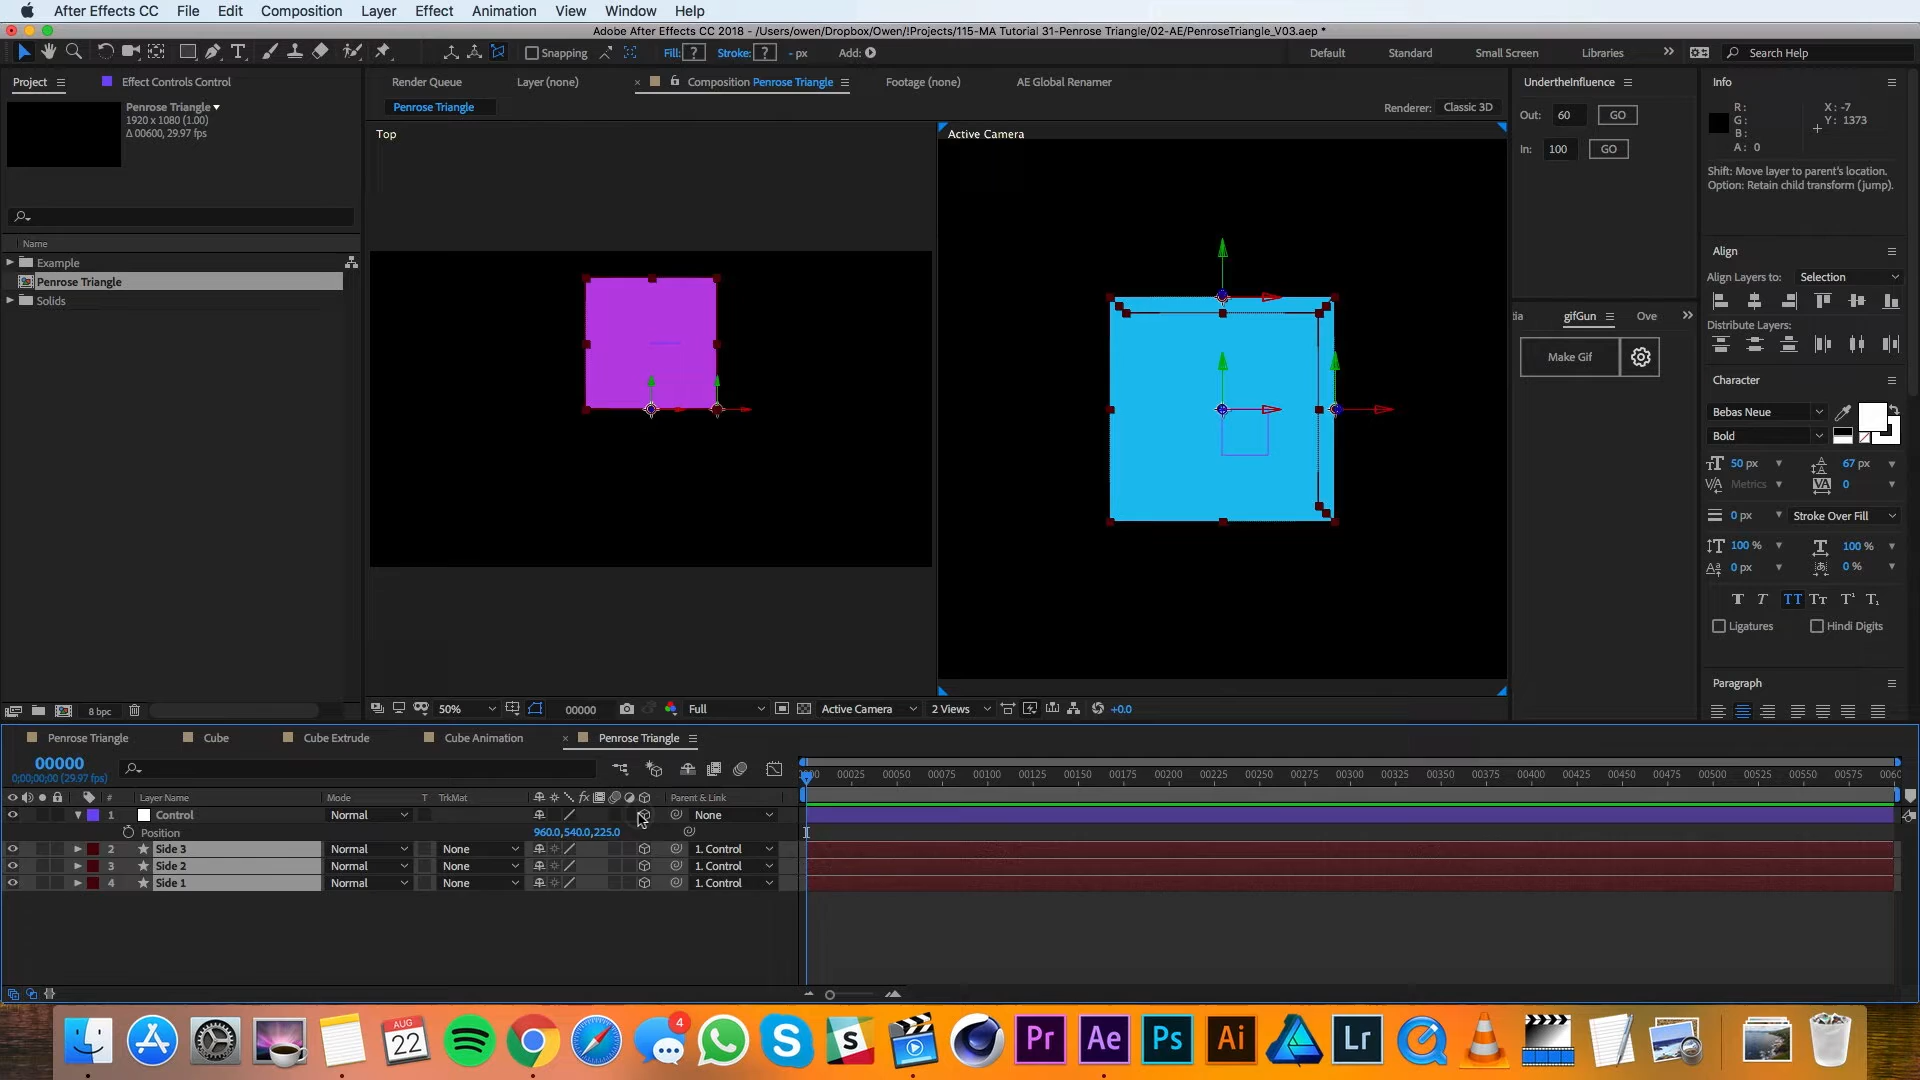 After Effects CC File Edit Composition Layer Effect Animation View Window Help
Adobe After Effects CC 2018 - /Users/owen/Dropbox/Owen/!Projects/115-MA Tutorial 31-Penrose Triangle/02-AE/PenroseTriangle_V03.aep *
T Snapping Fill: ? Stroke: ? - px Add: Default Standard Small Screen Libraries >> Search Help
Project Effect Controls Control Render Queue Layer (none) × Composition Penrose Triangle Footage (none) AE Global Renamer UndertheInfluence Info
Penrose Triangle
1920 x 1080 (1.00)
Δ 00600, 29.97 fps
Penrose Triangle
Renderer: Classic 3D
Top
Active Camera
Out: 60 GO
In: 100 GO
R: X: -7
G: Y: 1373
B:
A: 0
Shift: Move layer to parent's location.
Option: Retain child transform (jump).
Name
Example
Penrose Triangle
Solids
tia gifGun Ove >>
Make Gif
Align
Align Layers to: Selection
Distribute Layers:
Character
Bebas Neue
Bold
50 px 67 px
Metrics 0
0 px Stroke Over Fill
100 % 100 %
0 px 0 %
T T TT Tт T¹ T₁
Ligatures Hindi Digits
Paragraph
8 bpc 50% 00000 Full Active Camera 2 Views +0.0
Penrose Triangle Cube Cube Extrude Cube Animation × Penrose Triangle
00000
0;00;00;00 (29.97 fps)
00025 00050 00075 00100 00125 00150 00175 00200 00225 00250 00275 00300 00325 00350 00375 00400 00425 00450 00475 00500 00525 00550 00575
# Layer Name Mode T TrkMat fx Parent & Link
1 Control Normal None
Position 960.0,540.0,225.0
2 Side 3 Normal None 1. Control
3 Side 2 Normal None 1. Control
4 Side 1 Normal None 1. Control
AUG
22
4
Pr Ae Ps Ai Lr